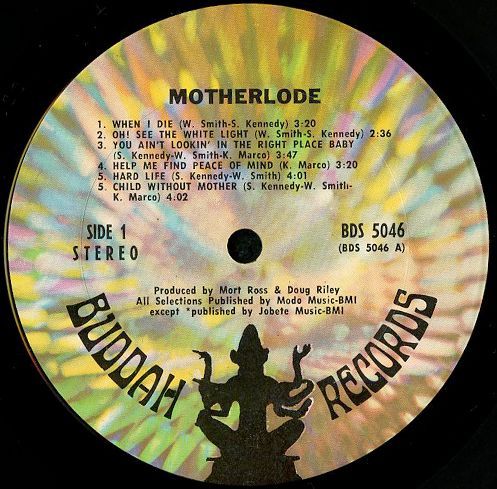 MOTHERLODE
1. WHEN I DIE (W. Smith-S. Kennedy) 3:20
2. OH! SEE THE WHITE LIGHT (W. Smith-S. Kennedy) 2:36
3. YOU AIN'T LOOKIN' IN THE RIGHT PLACE BABY
(S. Kennedy-W. Smith-K. Marco) 3:47
4. HELP ME FIND PEACE OF MIND (K. Marco) 3:20
5. HARD LIFE (S. Kennedy-W. Smith) 4:01
5. CHILD WITHOUT MOTHER (S. Kennedy-W. Smith-
K. Marco) 4:02
SIDE 1
STEREO
BDS 5046
(BDS 5046 A)
Produced by Mort Ross & Doug Riley
All Selections Published by Modo Music-BMI
except *published by Jobete Music-BMI
BUDDAH RECORDS